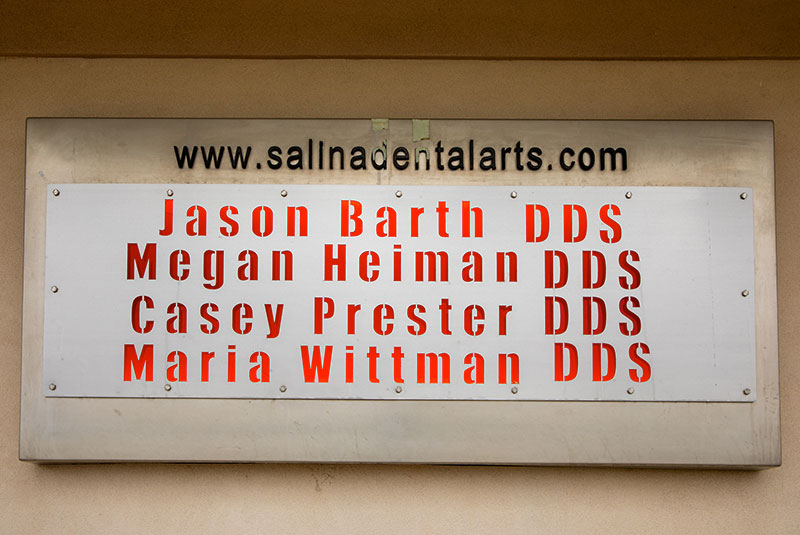 www.salinadentalarts.com
Jason Barth DDS
Megan Heiman DDS
Casey Prester DDS
Maria Wittman DDS